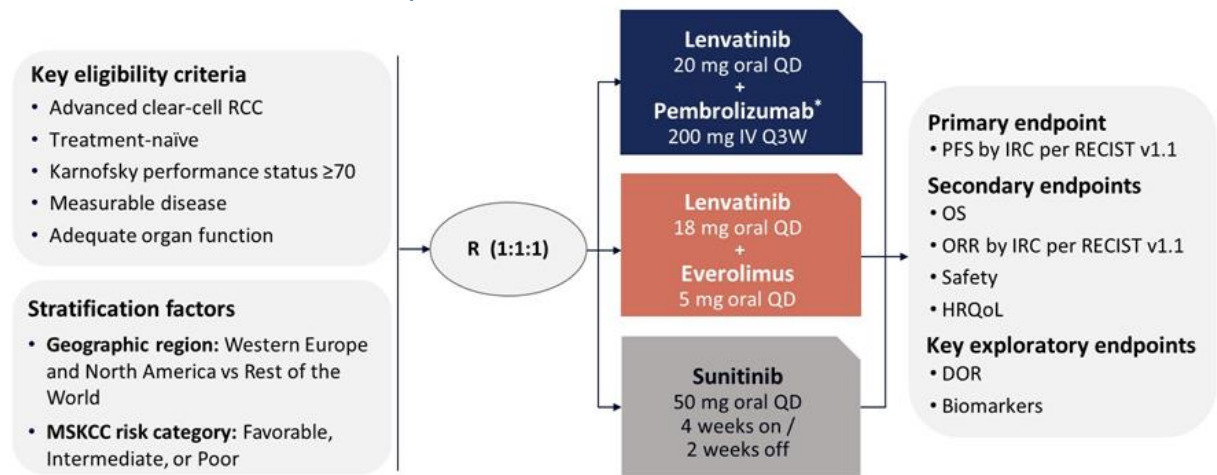 Key eligibility criteria
• Advanced clear-cell RCC
• Treatment-naïve
• Karnofsky performance status ≥70
• Measurable disease
• Adequate organ function
Stratification factors
• Geographic region: Western Europe
and North America vs Rest of the
World
• MSKCC risk category: Favorable,
Intermediate, or Poor
R (1:1:1)
Lenvatinib
20 mg oral QD
+
Pembrolizumab*
200 mg IV Q3W
Lenvatinib
18 mg oral QD
+
Everolimus
5 mg oral QD
Sunitinib
50 mg oral QD
4 weeks on /
2 weeks off
Primary endpoint
• PFS by IRC per RECIST v1.1
Secondary endpoints
• OS
• ORR by IRC per RECIST v1.1
• Safety
• HRQoL
Key exploratory endpoints
• DOR
• Biomarkers